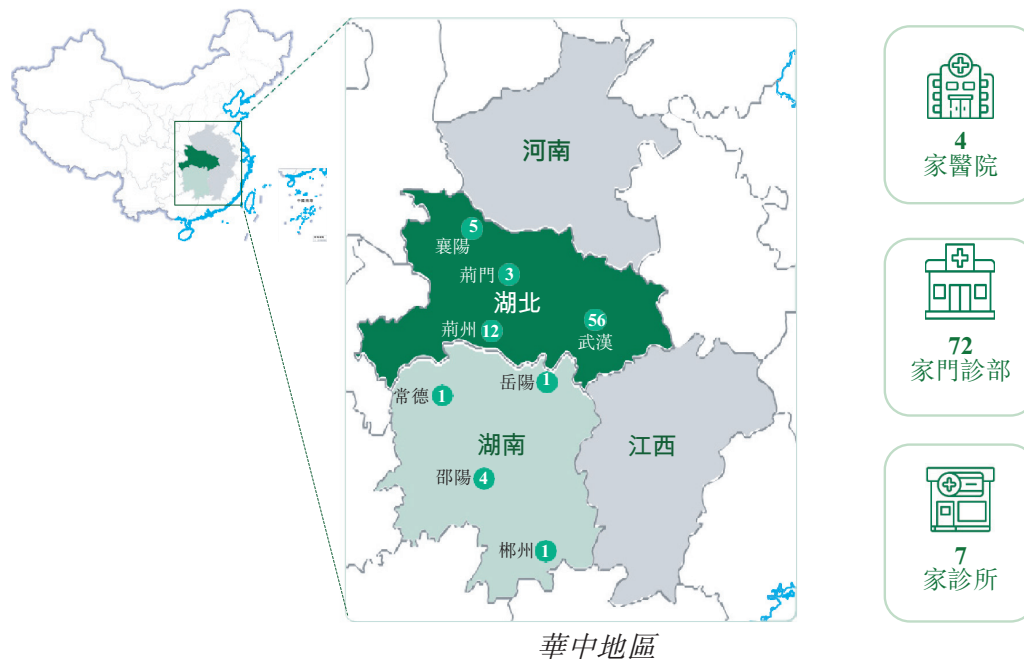 河南
5
襄陽
荊門 3
湖北
荊州 12
56
武漢
岳陽 1
常德 1
湖南
江西
邵陽 4
郴州 1
華中地區
4
家醫院
72
家門診部
7
家診所